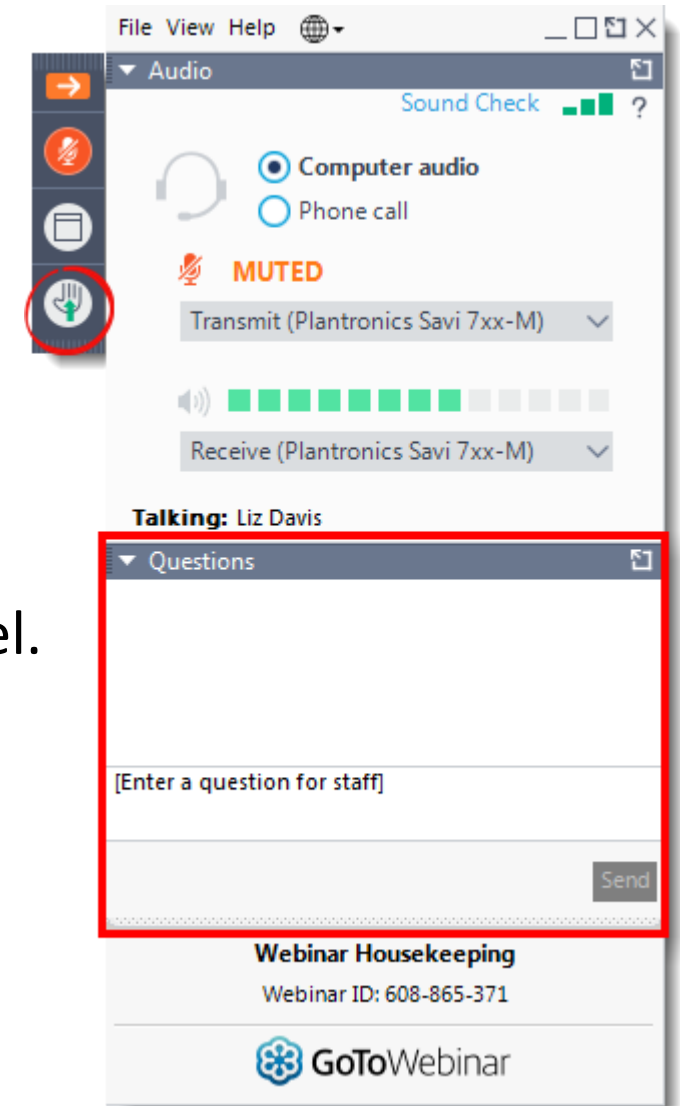 File View Help
Audio
Sound Check ?
Computer audio
Phone call
MUTED
Transmit (Plantronics Savi 7xx-M)
Receive (Plantronics Savi 7xx-M)
Talking: Liz Davis
Questions
[Enter a question for staff]
Send
Webinar Housekeeping
Webinar ID: 608-865-371
GoToWebinar